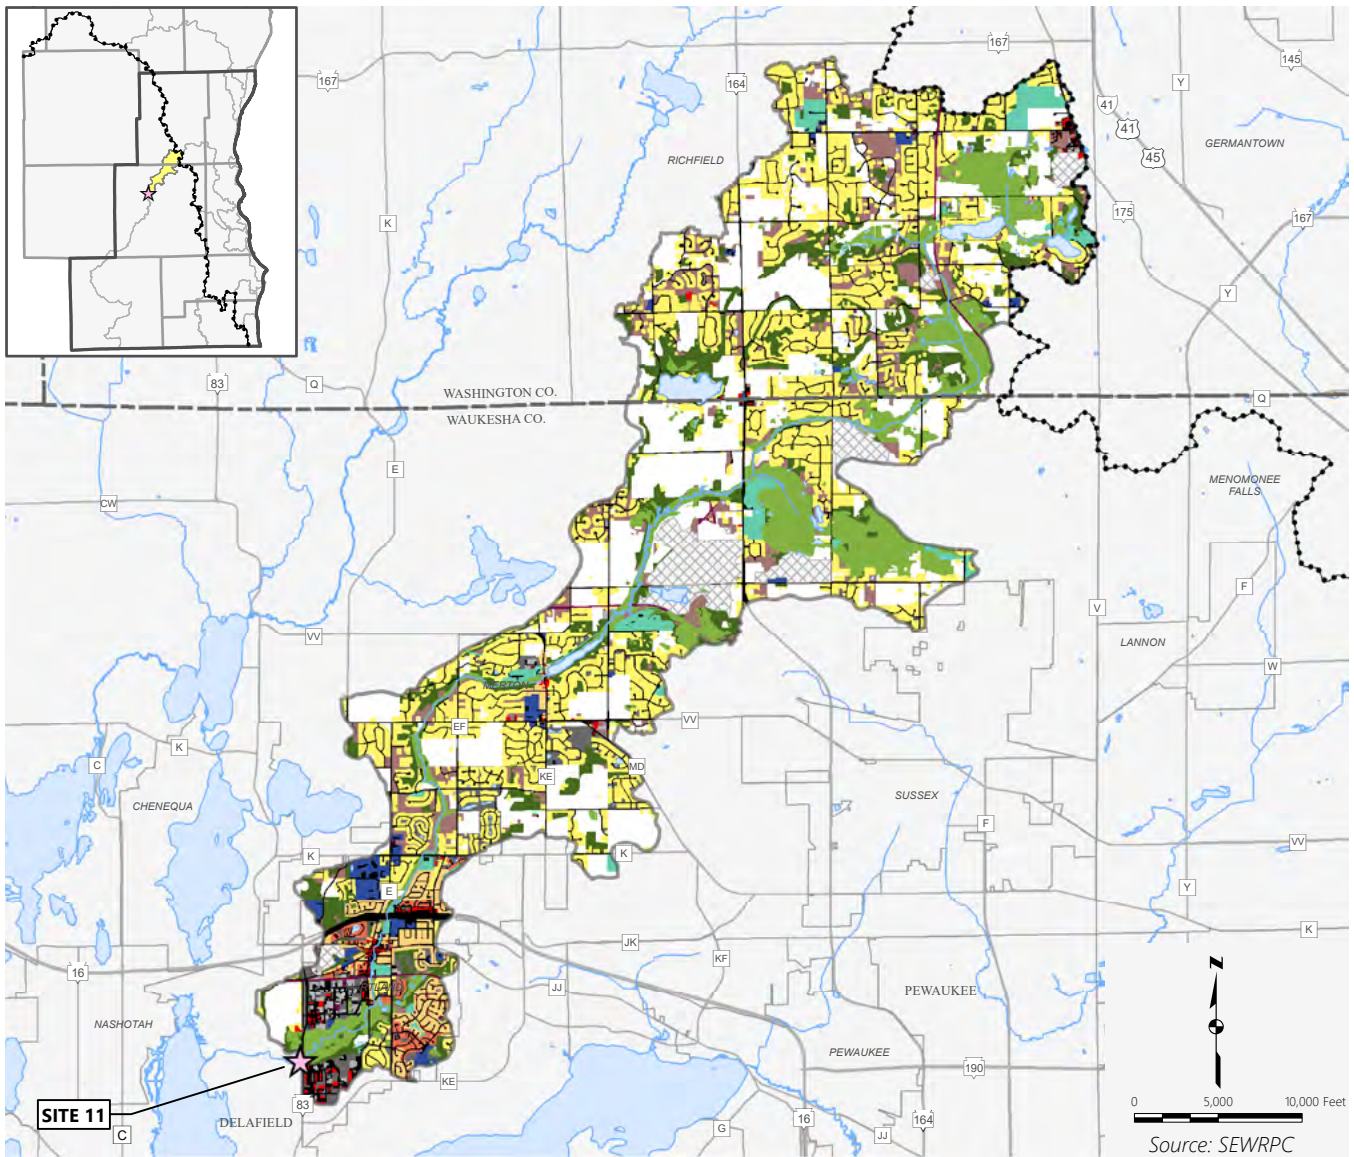 167
145
167
164
Y
41
41
45
GERMANTOWN
RICHFIELD
175
167
K
Y
83
Q
WASHINGTON CO.
WAUKESHA CO.
Q
E
MENOMONEE
FALLS
CW
F
V
LANNON
VV
W
MERTON
EF
VV
K
C
KE
MD
CHENEQUA
SUSSEX
F
K
K
VV
E
Y
K
JK
KF
16
JJ
PEWAUKEE
NASHOTAH
PEWAUKEE
190
KE
SITE 11
83
DELAFIELD
C
G
16
164
JJ
N
0 5,000 10,000 Feet
Source: SEWRPC